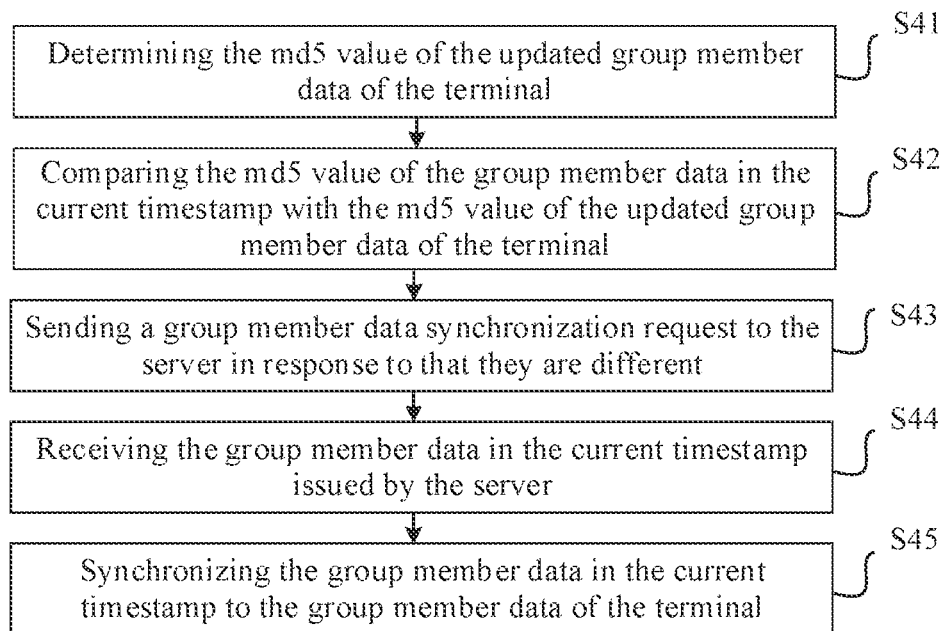 S41
Determining the md5 value of the updated group member
data of the terminal
S42
Comparing the md5 value of the group member data in the
current timestamp with the md5 value of the updated group
member data of the terminal
S43
Sending a group member data synchronization request to the
server in response to that they are different
S44
Receiving the group member data in the current timestamp
issued by the server
S45
Synchronizing the group member data in the current
timestamp to the group member data of the terminal